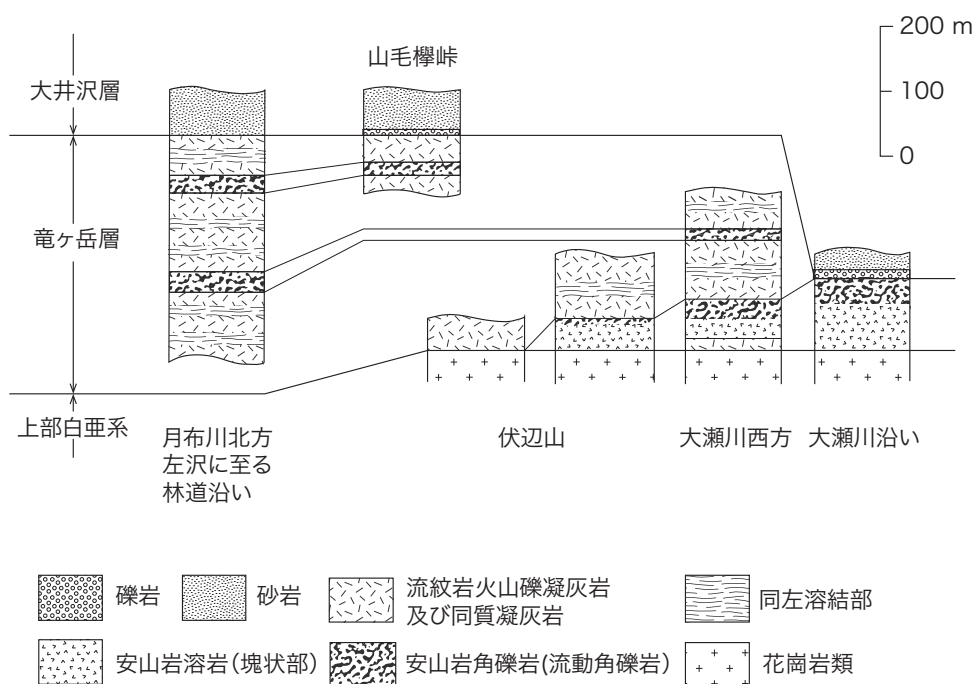 200 m
100
0
山毛欅峠
大井沢層
竜ヶ岳層
上部白亜系
月布川北方
左沢に至る
林道沿い
伏辺山
大瀬川西方
大瀬川沿い
礫岩
砂岩
流紋岩火山礫凝灰岩
及び同質凝灰岩
同左溶結部
安山岩溶岩（塊状部）
安山岩角礫岩(流動角礫岩）
花崗岩類